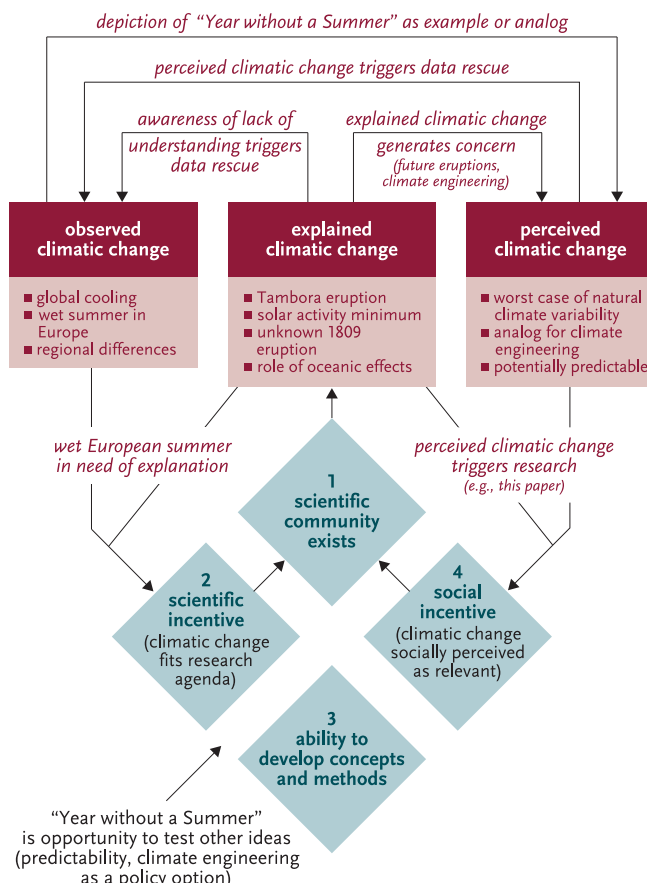 depiction of “Year without a Summer” as example or analog
perceived climatic change triggers data rescue
awareness of lack of
understanding triggers
data rescue
explained climatic change
generates concern
(future eruptions,
climate engineering)
observed
climatic change
■ global cooling
■ wet summer in
Europe
■ regional differences
explained
climatic change
■ Tambora eruption
■ solar activity minimum
■ unknown 1809
eruption
■ role of oceanic effects
perceived
climatic change
■ worst case of natural
climate variability
■ analog for climate
engineering
■ potentially predictable
wet European summer
in need of explanation
perceived climatic change
triggers research
(e.g., this paper)
1
scientific
community
exists
2
scientific
incentive
(climatic change
fits research
agenda)
4
social
incentive
(climatic change
socially perceived
as relevant)
3
ability to
develop concepts
and methods
“Year without a Summer”
is opportunity to test other ideas
(predictability, climate engineering
as a policy option)